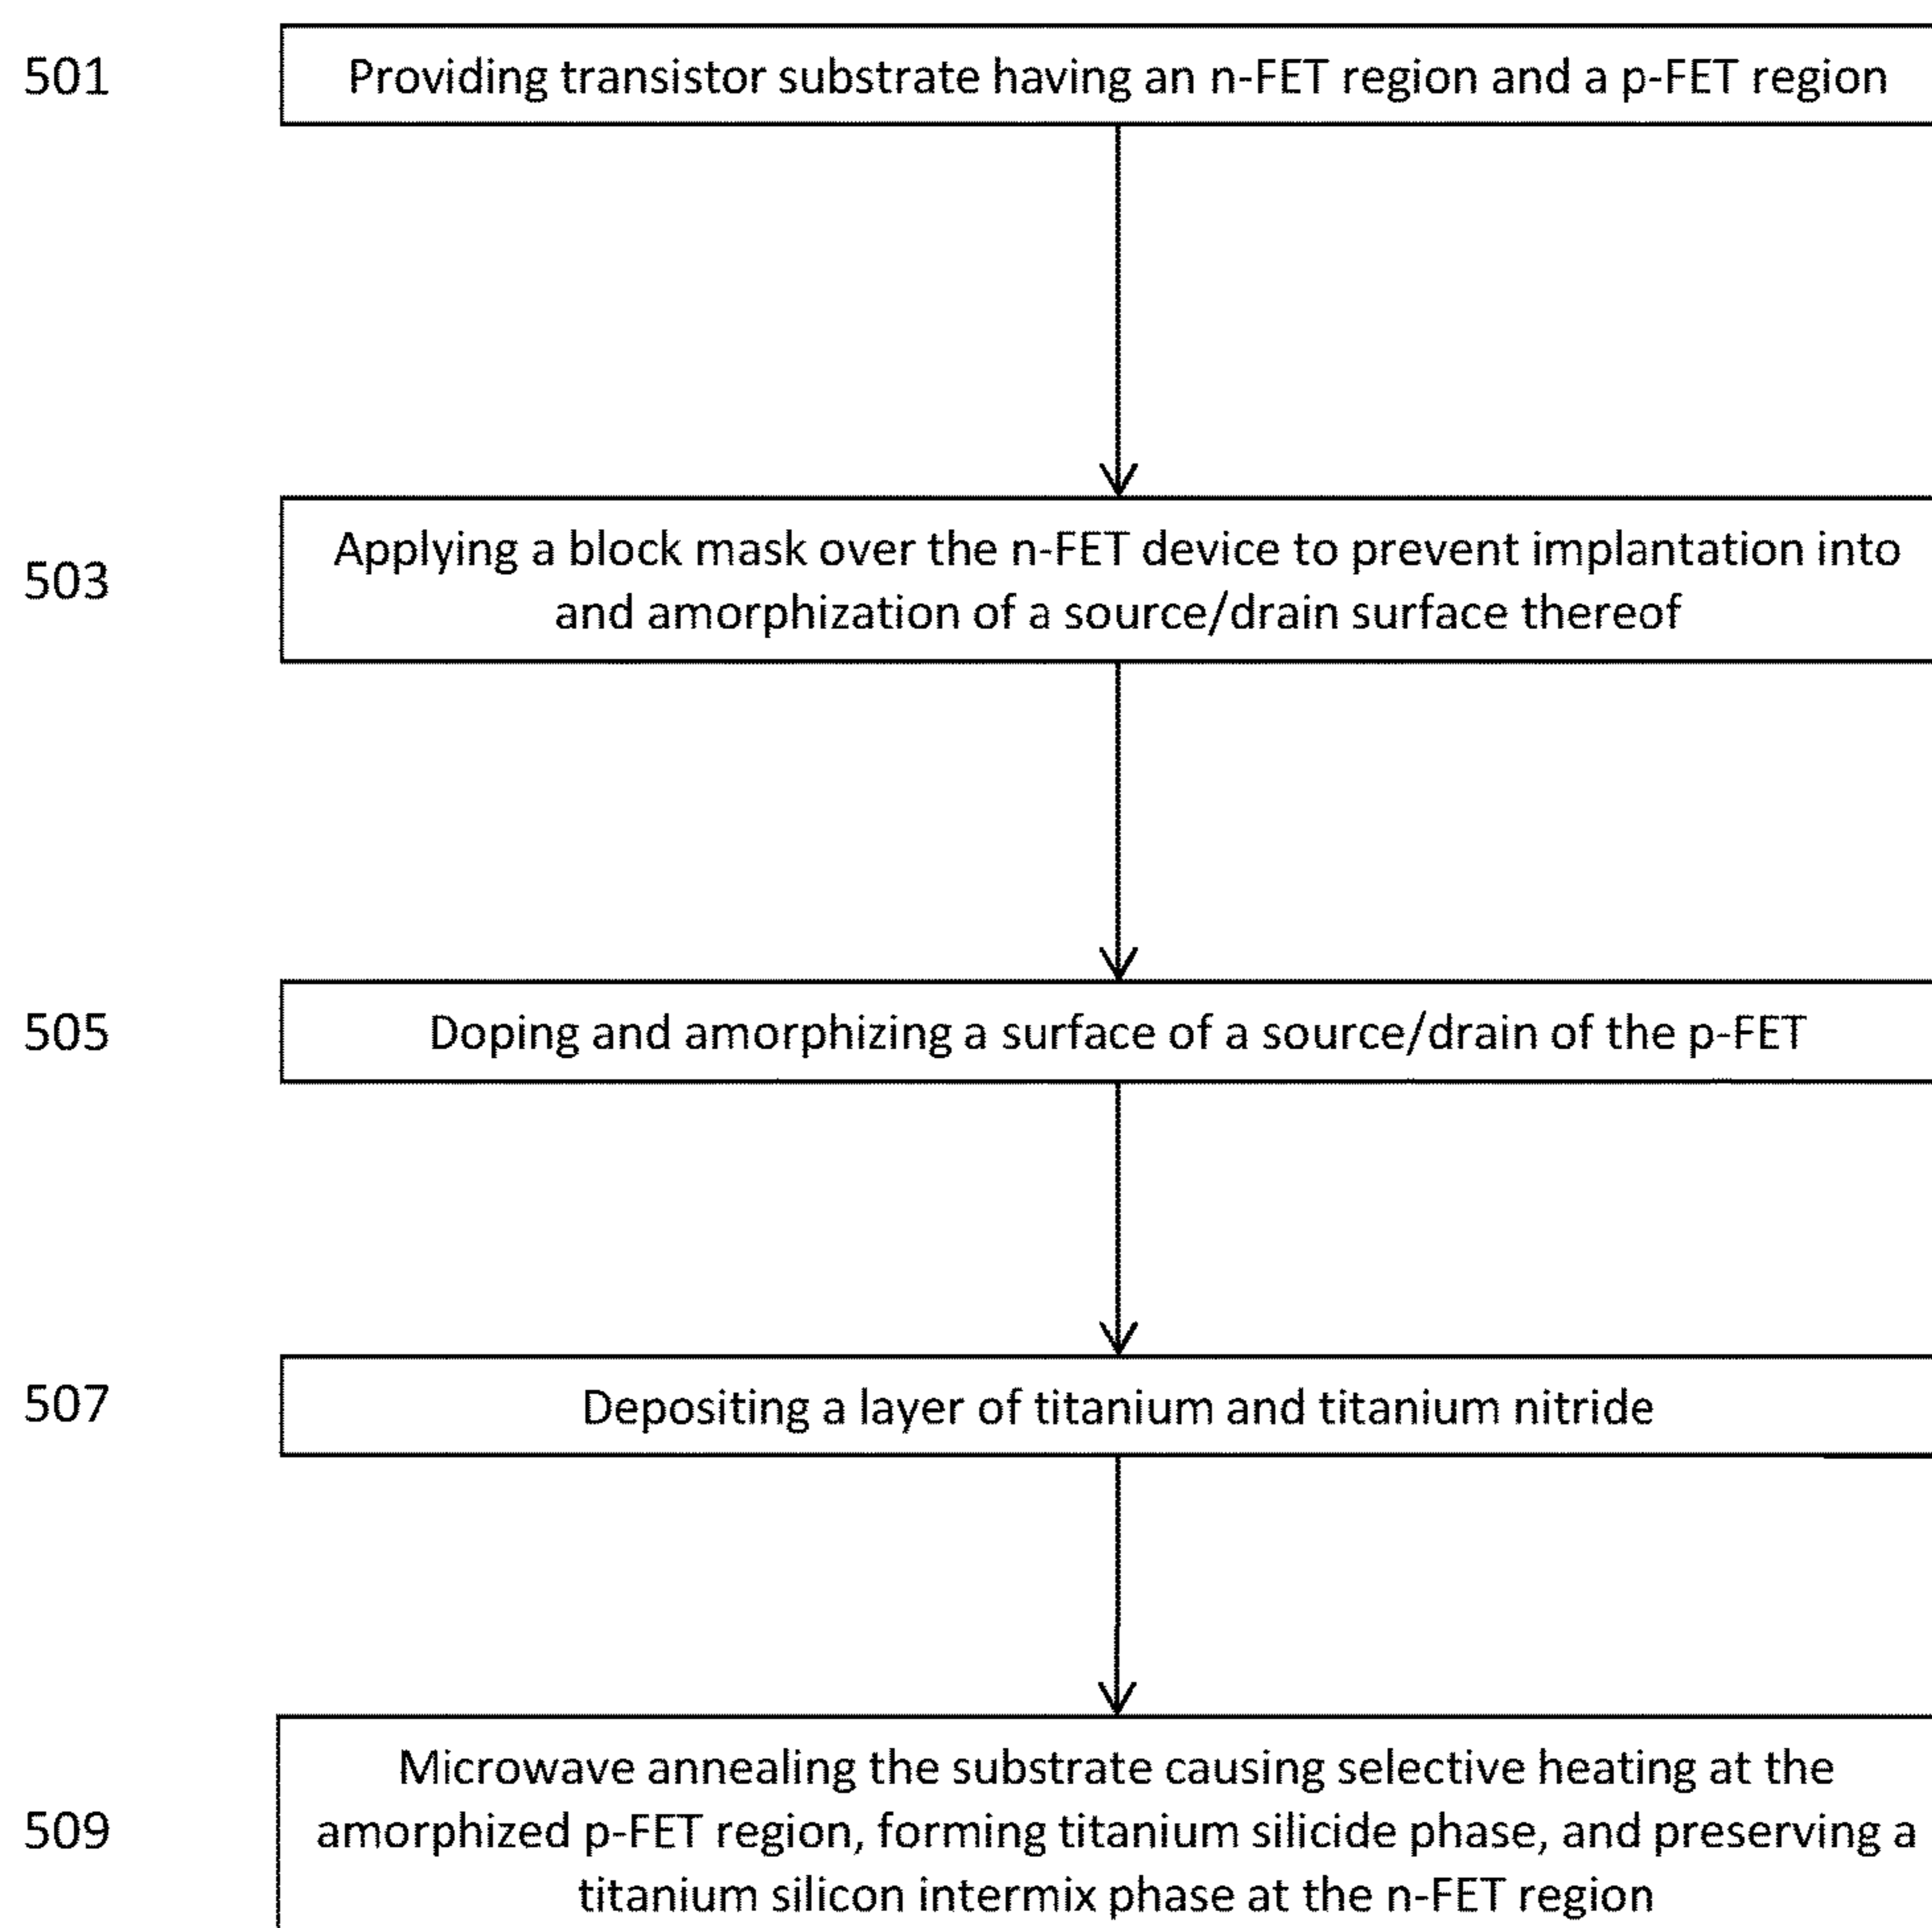 501
Providing transistor substrate having an n-FET region and a p-FET region
503
Applying a block mask over the n-FET device to prevent implantation into
and amorphization of a source/drain surface thereof
505
Doping and amorphizing a surface of a source/drain of the p-FET
507
Depositing a layer of titanium and titanium nitride
509
Microwave annealing the substrate causing selective heating at the
amorphized p-FET region, forming titanium silicide phase, and preserving a
titanium silicon intermix phase at the n-FET region